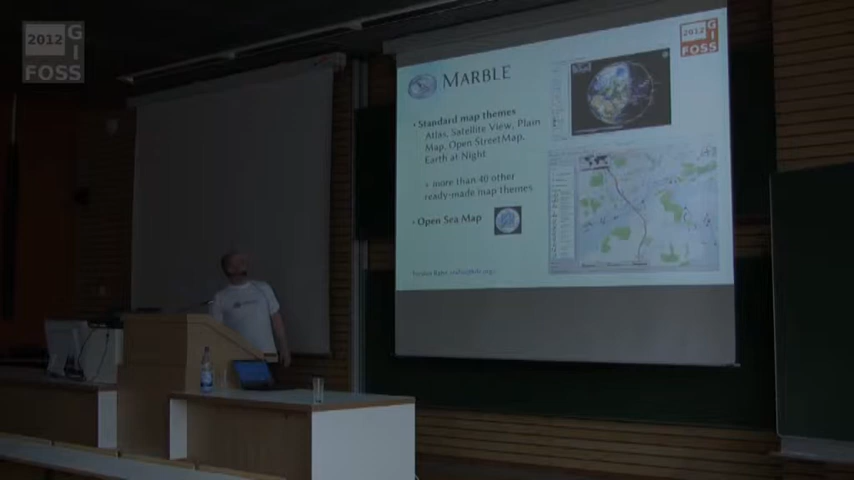 2012
GI
FOSS
2012
GI
FOSS
MARBLE
• Standard map themes
Atlas, Satellite View, Plain
Map, Open StreetMap,
Earth at Night
+ more than 40 other
ready-made map themes
• Open Sea Map